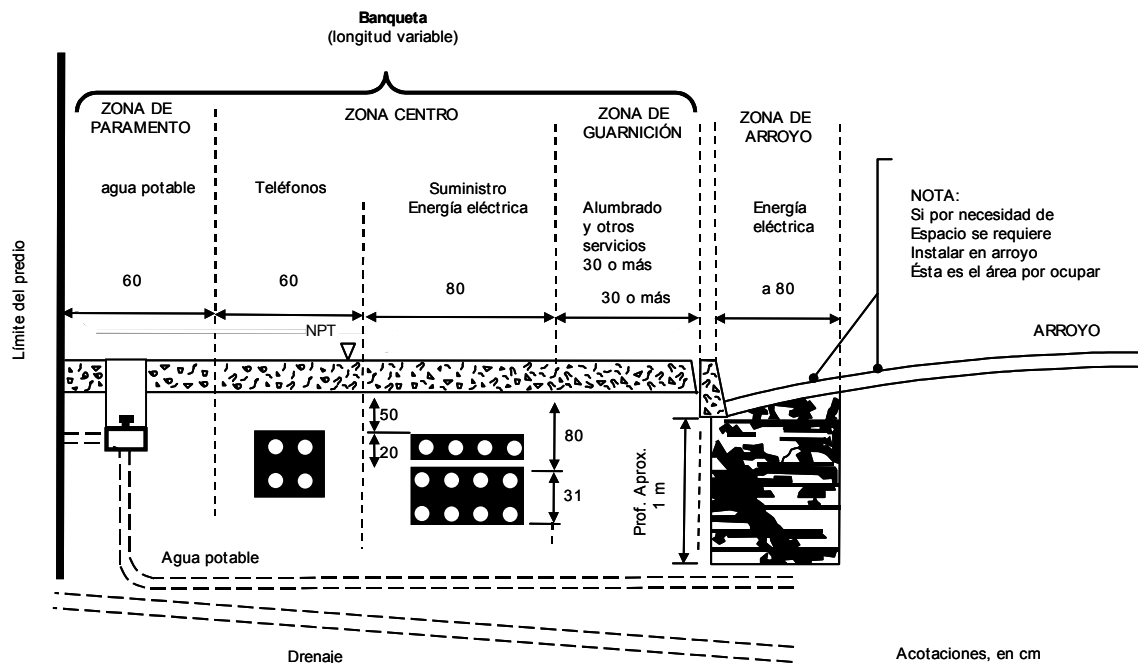 Banqueta
(longitud variable)
ZONA DE
PARAMENTO
ZONA CENTRO
ZONA DE
GUARNICIÓN
ZONA DE
ARROYO
agua potable
Teléfonos
Suministro
Energía eléctrica
Alumbrado
y otros
servicios
30 o más
Energía
eléctrica
NOTA:
Si por necesidad de
Espacio se requiere
Instalar en arroyo
Ésta es el área por ocupar
Límite del predio
60
60
80
30 o más
a 80
NPT
ARROYO
50
20
80
31
Prof. Aprox.
1 m
Agua potable
Drenaje
Acotaciones, en cm